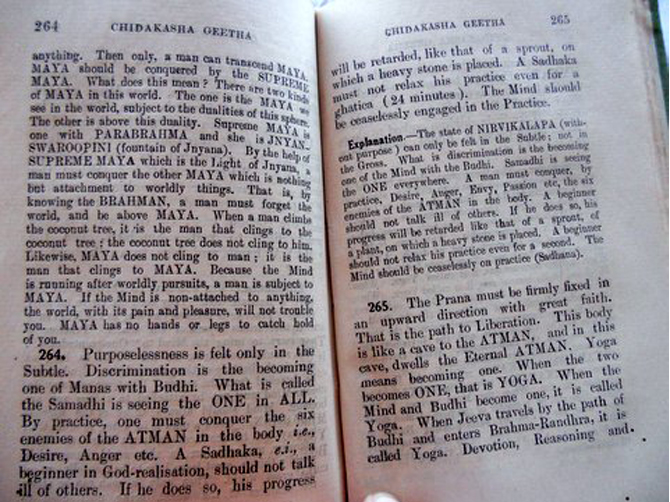 264 CHIDAKASHA GEETHA
anything. Then only, a man can transcend MAYA.
MAYA should be conquered by the SUPREME
MAYA. What does this mean? There are two kinds
of MAYA in this world. The one is the MAYA we
see in the world, subject to the dualities of this sphere.
The other is above this duality. Supreme MAYA is
one with PARABRAHMA and she is JNYAN-
SWAROOPINI (fountain of Jnyana). By the help of
SUPREME MAYA which is the Light of Jnyana, a
man must conquer the other MAYA which is nothing
but attachment to worldly things. That is, by
knowing the BRAHMAN, a man must forget the
world, and be above MAYA. When a man climbs
the coconut tree, it is the man that clings to the
coconut tree; the coconut tree does not cling to him.
Likewise, MAYA does not cling to man; it is the
man that clings to MAYA. Because the Mind
is running after worldly pursuits, a man is subject to
MAYA. If the Mind is non-attached to anything,
the world, with its pain and pleasure, will not trouble
you. MAYA has no hands or legs to catch hold
of you.
264. Purposelessness is felt only in the
Subtle. Discrimination is the becoming
one of Manas with Budhi. What is called
the Samadhi is seeing the ONE in ALL.
By practice, one must conquer the six
enemies of the ATMAN in the body i.e.,
Desire, Anger etc. A Sadhaka, e.i., a
beginner in God-realisation, should not talk
ill of others. If he does so, his progress
CHIDAKASHA GEETHA 265
will be retarded, like that of a sprout, on
which a heavy stone is placed. A Sadhaka
must not relax his practice even for a
ghatica (24 minutes). The Mind should
be ceaselessly engaged in the Practice.
Explanation.—The state of NIRVIKALAPA (with-
out purpose) can only be felt in the Subtle; not in
the Gross. What is discrimination is the becoming
one of the Mind with the Budhi. Samadhi is seeing
the ONE everywhere. A man must conquer, by
practice, Desire, Anger, Envy, Passion etc, the six
enemies of the ATMAN in the body. A beginner
should not talk ill of others. If he does so, his
progress will be retarded like that of a sprout, of
a plant, on which a heavy stone is placed. A beginner
should not relax his practice even for a second. The
Mind should be ceaselessly on practice (Sadhana).
265. The Prana must be firmly fixed in
an upward direction with great faith.
That is the path to Liberation. This body
is like a cave to the ATMAN, and in this
cave, dwells the Eternal ATMAN. Yoga
means becoming one. When the two
becomes ONE, that is YOGA. When the
Mind and Budhi become one, it is called
Yoga. When Jeeva travels by the path of
Budhi and enters Brahma-Randhra, it is
called Yoga. Devotion, Reasoning and